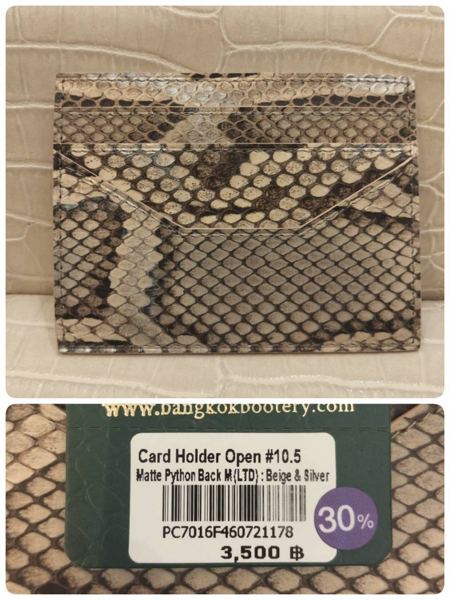 www.bangkokbootery.com
Card Holder Open #10.5
Matte Python Back M(LTD) : Beige & Silver
PC7016F460721178
3,500 ฿
30%